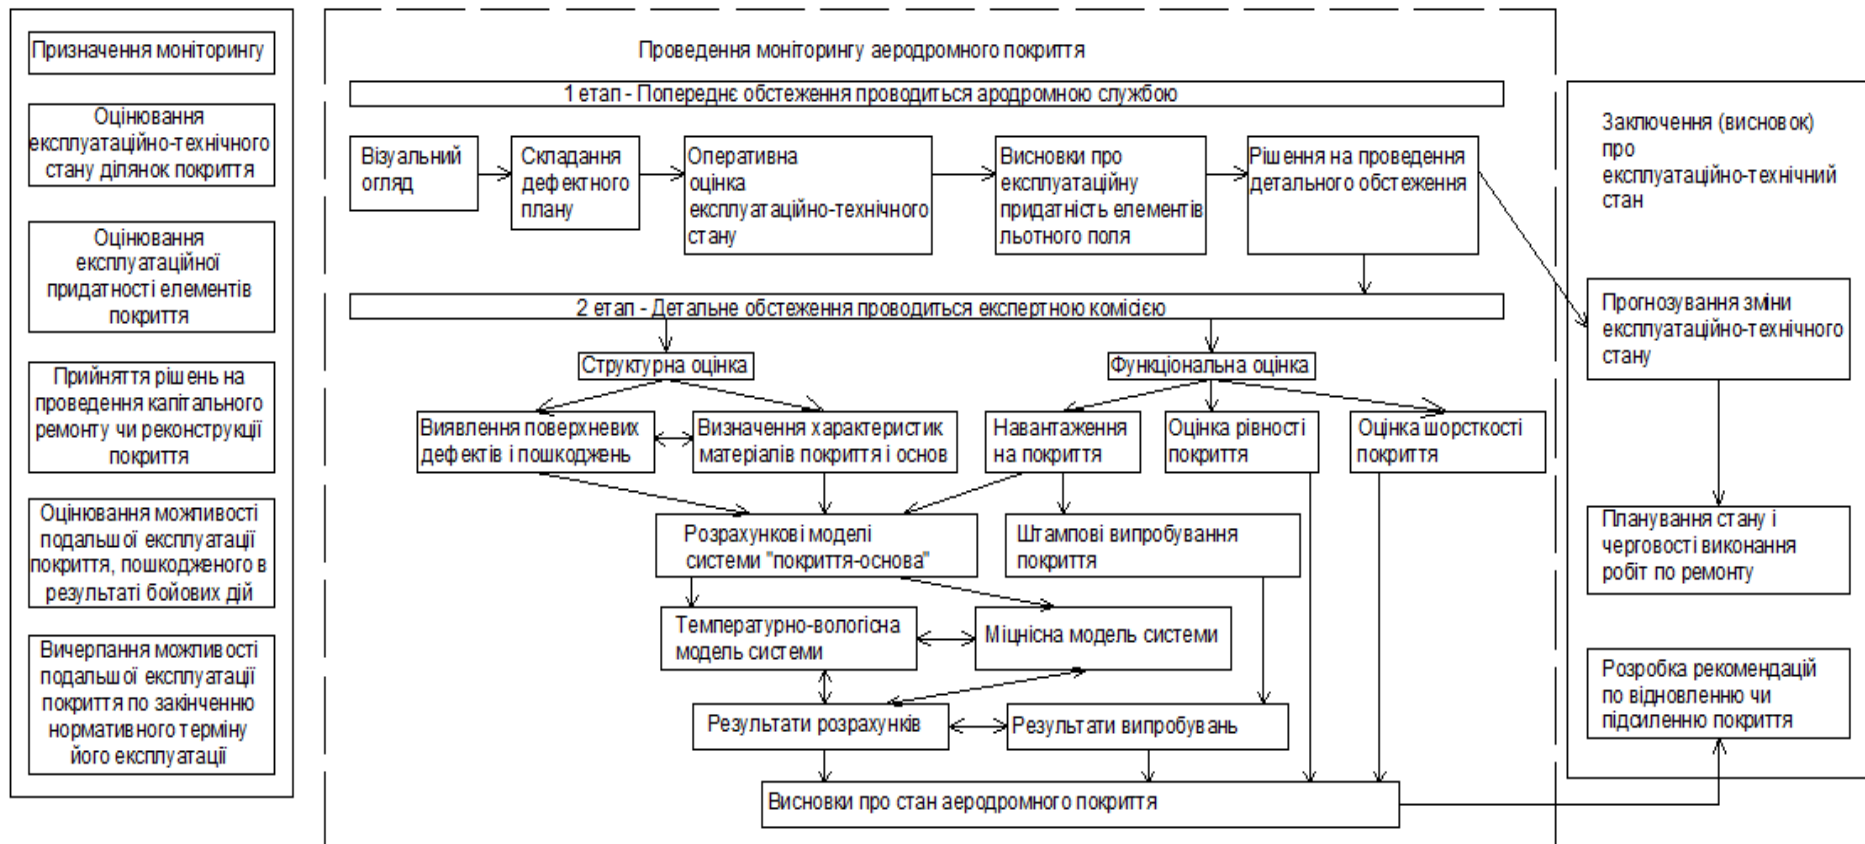 Призначення моніторингу
Оцінювання
експлуатаційно-технічного
стану ділянок покриття
Оцінювання
експлуатаційної
придатності елементів
покриття
Прийняття рішень на
проведення капітального
ремонту чи реконструкції
покриття
Оцінювання можливості
подальшої експлуатації
покриття, пошкодженого в
результаті бойових дій
Вичерпання можливості
подальшої експлуатації
покриття по закінченню
нормативного терміну
його експлуатації
Проведення моніторингу аеродромного покриття
1 етап - Попереднє обстеження проводиться ародромною службою
Візуальний
огляд
Складання
дефектного
плану
Оперативна
оцінка
експлуатаційно-технічного
стану
Висновки про
експлуатаційну
придатність елементів
льотного поля
Рішення на проведення
детального обстеження
2 етап - Детальне обстеження проводиться експертною комісією
Структурна оцінка
Функціональна оцінка
Виявлення поверхневих
дефектів і пошкоджень
Визначення характеристик
матеріалів покриття і основ
Навантаження
на покриття
Оцінка рівності
покриття
Оцінка шорсткості
покриття
Розрахункові моделі
системи "покриття-основа"
Штампові випробування
покриття
Температурно-вологісна
модель системи
Міцнісна модель системи
Результати розрахунків
Результати випробувань
Висновки про стан аеродромного покриття
Заключення (висновок)
про
експлуатаційно-технічний
стан
Прогнозування зміни
експлуатаційно-технічного
стану
Планування стану і
черговості виконання
робіт по ремонту
Розробка рекомендацій
по відновленню чи
підсиленню покриття